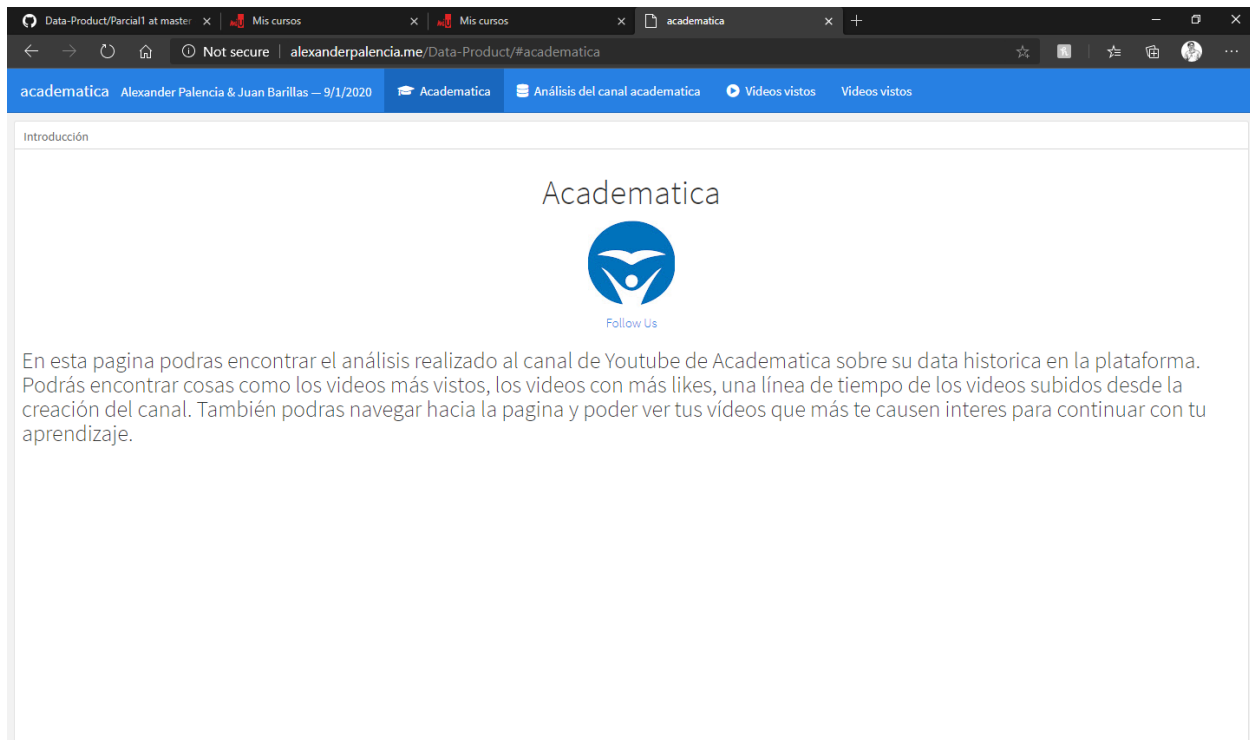 Data-Product/Parcial1 at master
Mis cursos
Mis cursos
academatica
Not secure | alexanderpalencia.me/Data-Product/#academatica
academatica Alexander Palencia & Juan Barillas — 9/1/2020 Academatica Análisis del canal academatica Videos vistos Videos vistos
Introducción
Academatica
Follow Us
En esta pagina podras encontrar el análisis realizado al canal de Youtube de Academatica sobre su data historica en la plataforma.
Podrás encontrar cosas como los videos más vistos, los videos con más likes, una línea de tiempo de los videos subidos desde la
creación del canal. También podras navegar hacia la pagina y poder ver tus vídeos que más te causen interes para continuar con tu
aprendizaje.